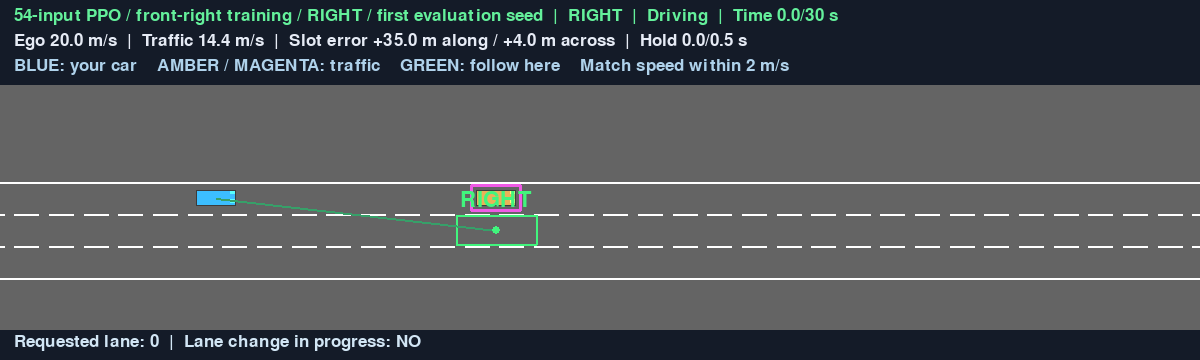 54-input PPO / front-right training / RIGHT / first evaluation seed | RIGHT | Driving | Time 0.0/30 s
Ego 20.0 m/s | Traffic 14.4 m/s | Slot error +35.0 m along / +4.0 m across | Hold 0.0/0.5 s
BLUE: your car AMBER / MAGENTA: traffic GREEN: follow here Match speed within 2 m/s
RIGHT
Requested lane: 0 | Lane change in progress: NO